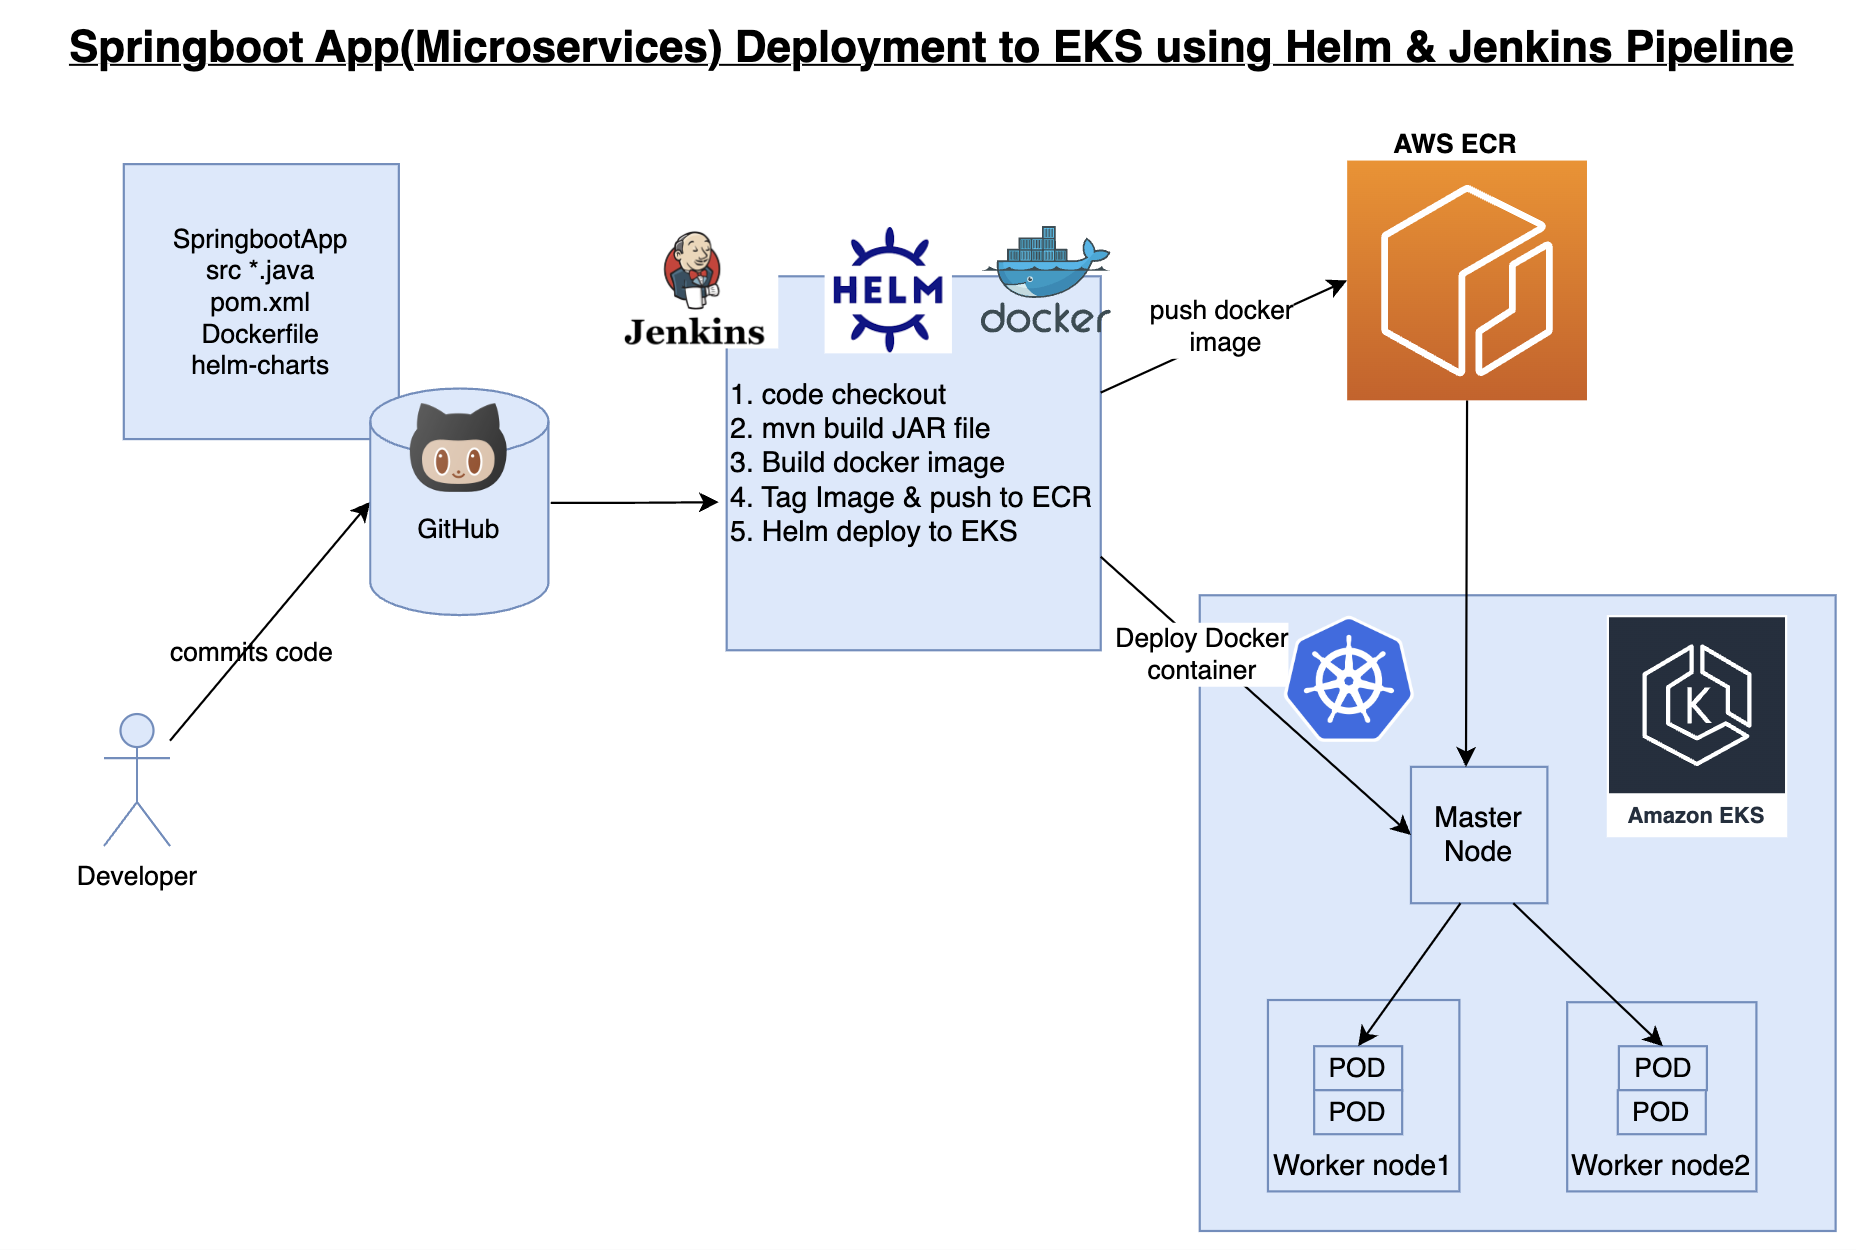 Springboot App(Microservices) Deployment to EKS using Helm & Jenkins Pipeline
SpringbootApp
src *.java
pom.xml
Dockerfile
helm-charts
GitHub
commits code
Developer
Jenkins
HELM
docker
1. code checkout
2. mvn build JAR file
3. Build docker image
4. Tag Image & push to ECR
5. Helm deploy to EKS
push docker
image
AWS ECR
Deploy Docker
container
K
Amazon EKS
Master
Node
POD
POD
Worker node1
POD
POD
Worker node2